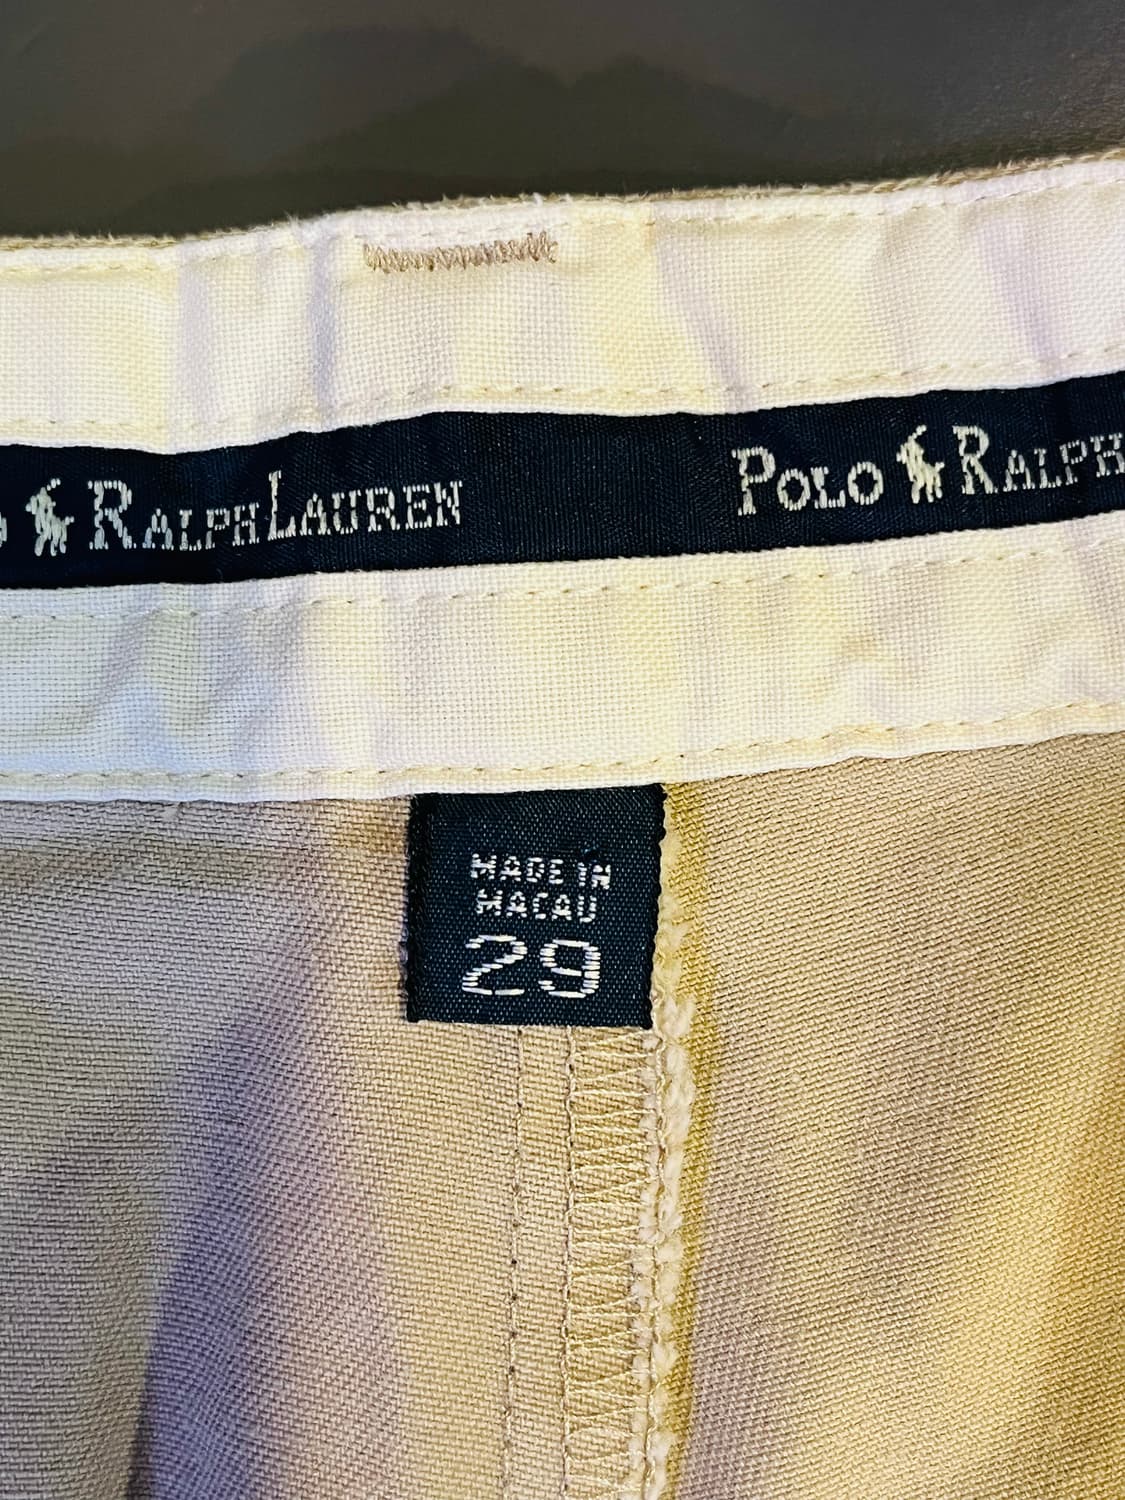 RALPH LAUREN
POLO RALPH
MADE IN
MACAU
29